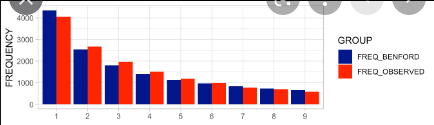 4000
3000
2000
1000
0
FREQUENCY
1 2 3 4 5 6 7 8 9
GROUP
FREQ_BENFORD
FREQ_OBSERVED